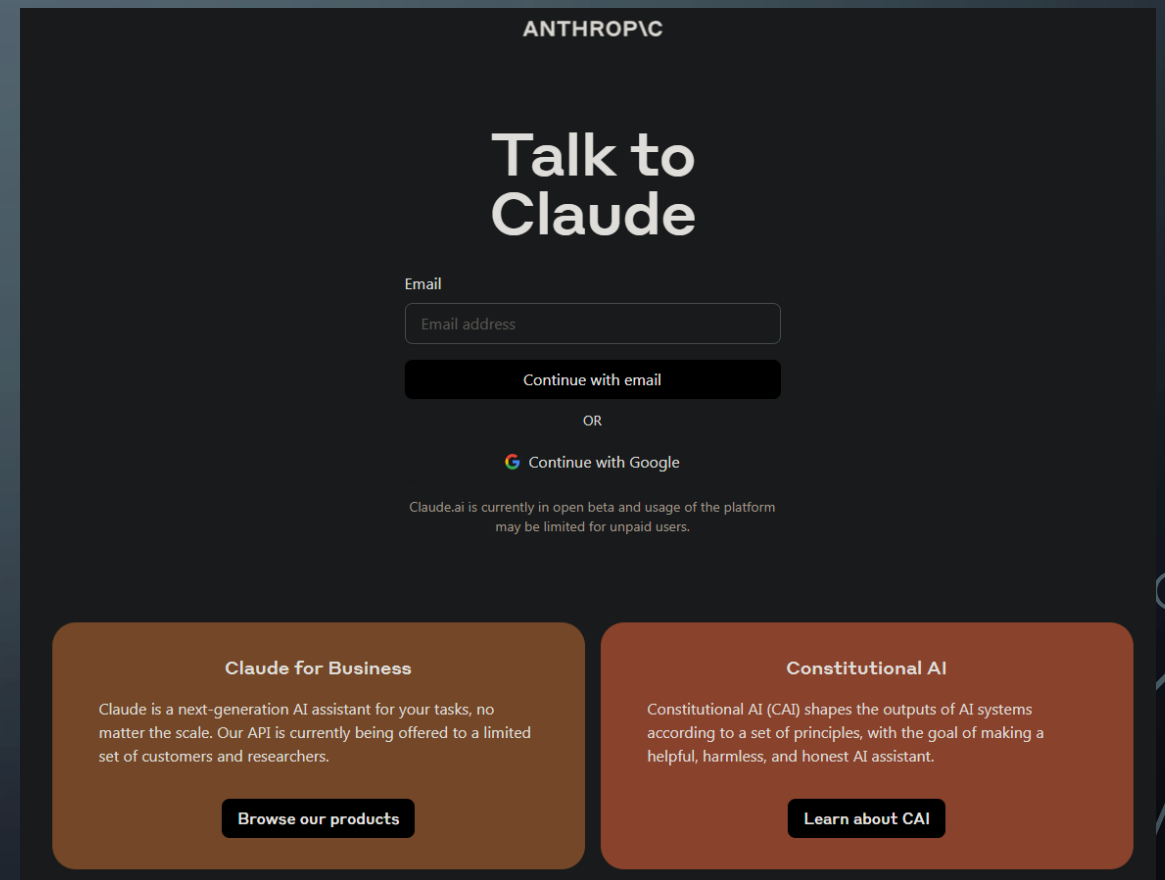 ANTHROP\C
Talk to
Claude
Email
Email address
Continue with email
OR
Continue with Google
Claude.ai is currently in open beta and usage of the platform
may be limited for unpaid users.
Claude for Business
Claude is a next-generation AI assistant for your tasks, no
matter the scale. Our API is currently being offered to a limited
set of customers and researchers.
Browse our products
Constitutional AI
Constitutional AI (CAI) shapes the outputs of AI systems
according to a set of principles, with the goal of making a
helpful, harmless, and honest AI assistant.
Learn about CAI